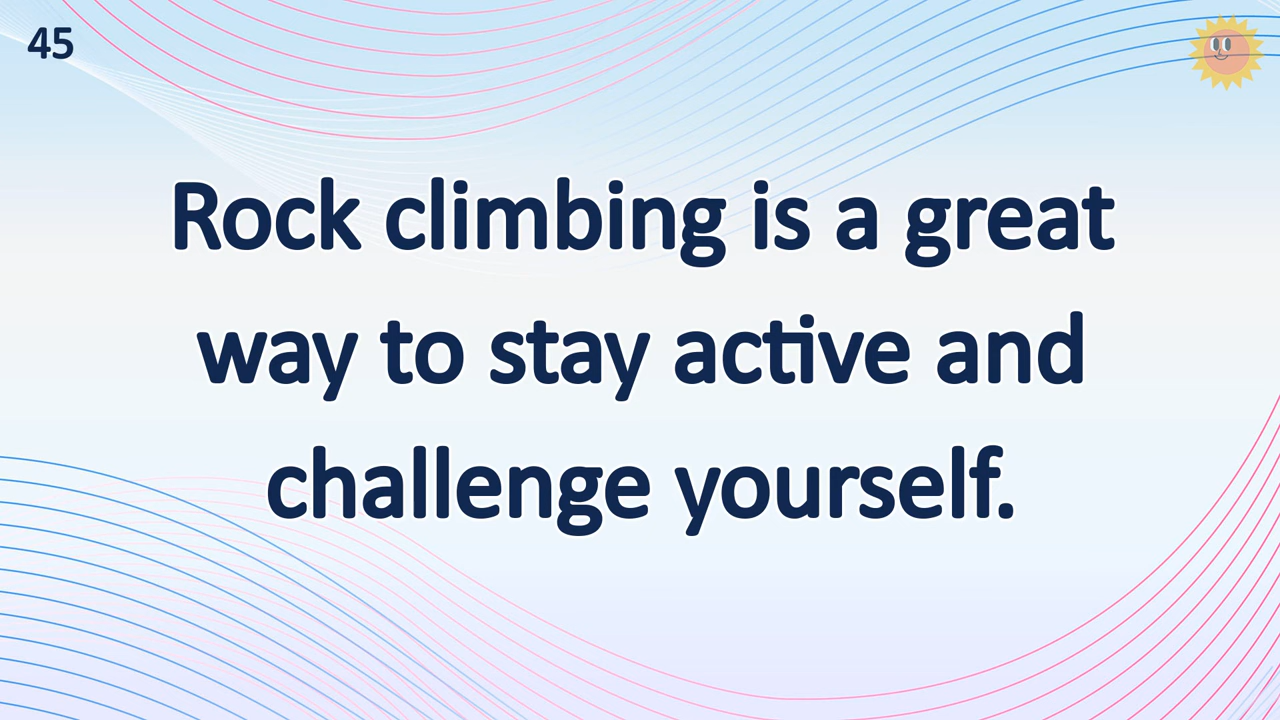 45
Rock climbing is a great
way to stay active and
challenge yourself.